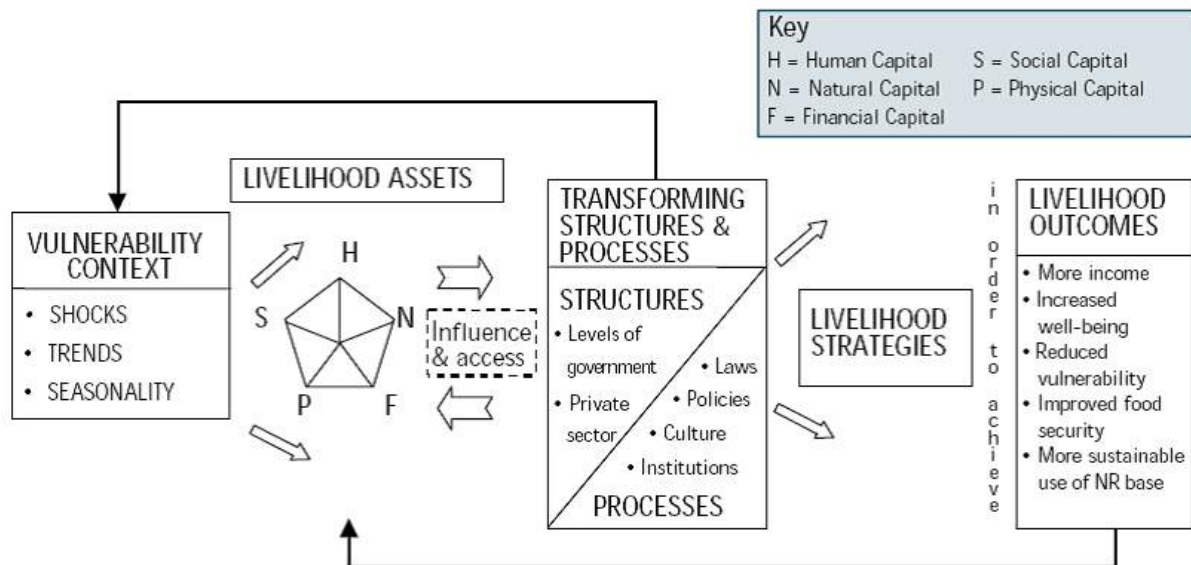 Key
H = Human Capital S = Social Capital
N = Natural Capital P = Physical Capital
F = Financial Capital
LIVELIHOOD ASSETS
VULNERABILITY
CONTEXT
• SHOCKS
• TRENDS
• SEASONALITY
H
S
N
P
F
Influence
& access
TRANSFORMING
STRUCTURES &
PROCESSES
STRUCTURES
• Levels of
government
• Private
sector
• Laws
• Policies
• Culture
• Institutions
PROCESSES
LIVELIHOOD
STRATEGIES
in order to achieve
LIVELIHOOD
OUTCOMES
• More income
• Increased
well-being
• Reduced
vulnerability
• Improved food
security
• More sustainable
use of NR base